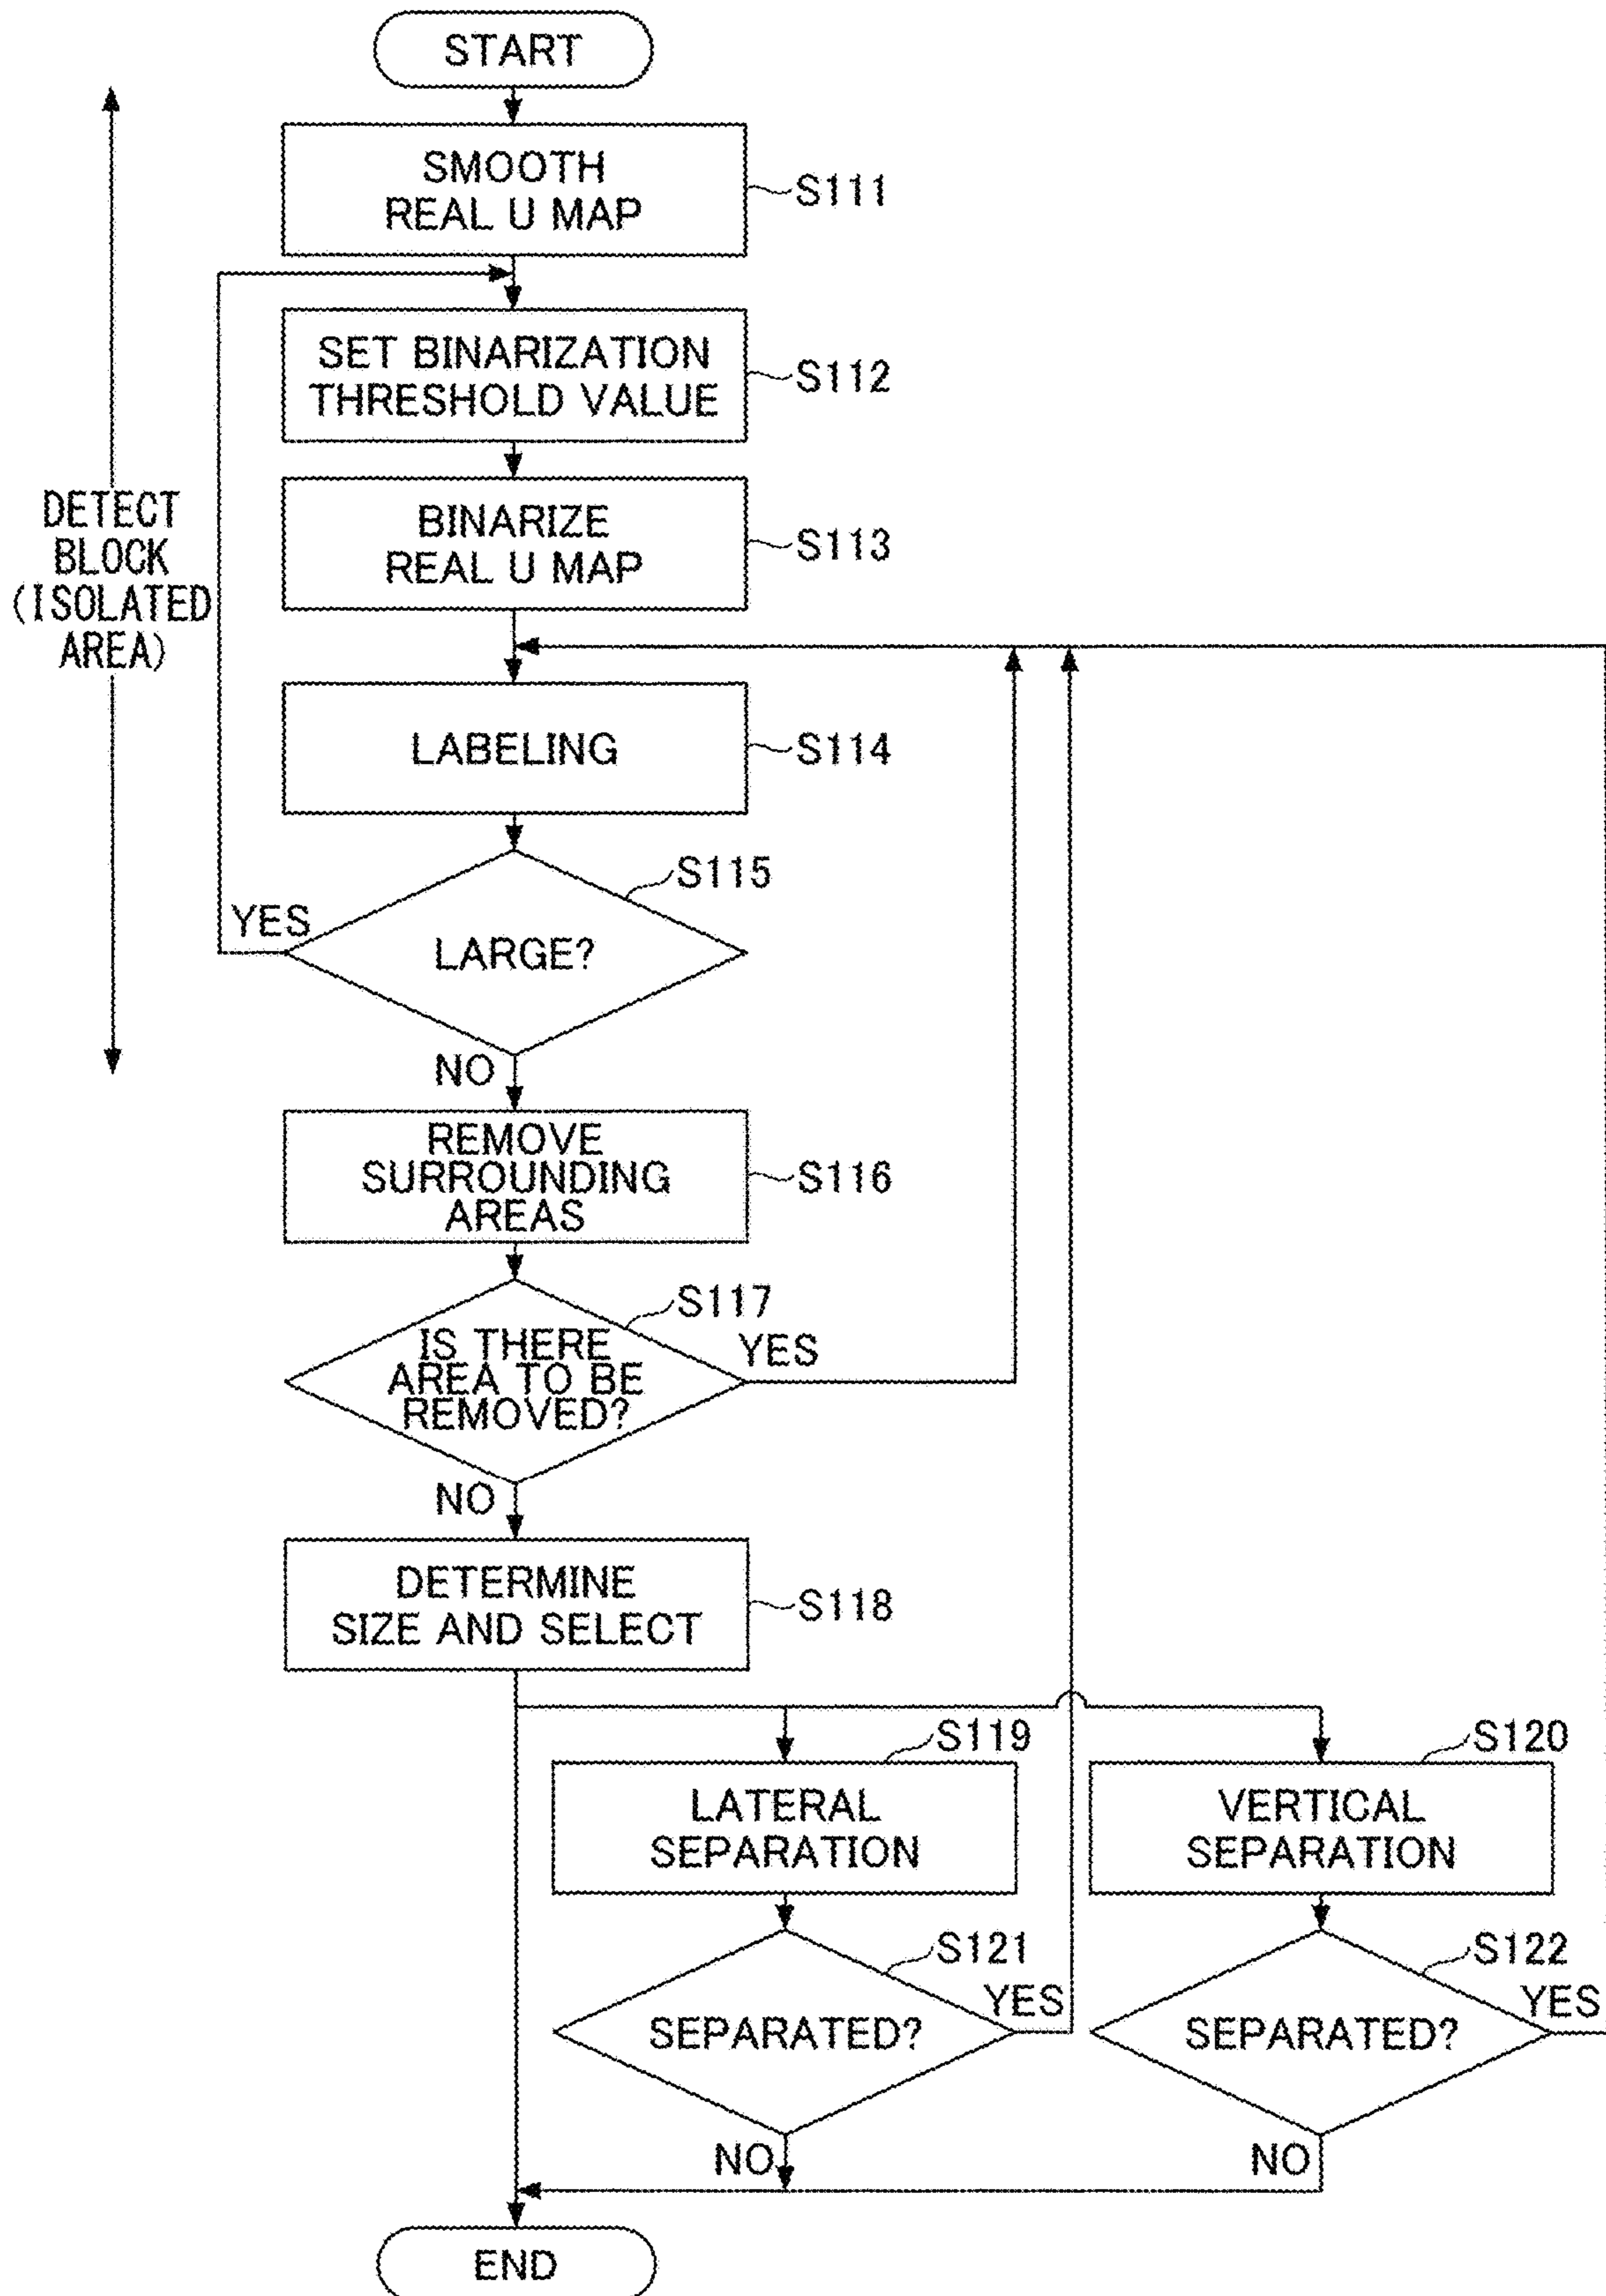 START
SMOOTH
REAL U MAP
S111
SET BINARIZATION
THRESHOLD VALUE
S112
DETECT
BLOCK
(ISOLATED
AREA)
BINARIZE
REAL U MAP
S113
LABELING
S114
S115
YES
LARGE?
NO
REMOVE
SURROUNDING
AREAS
S116
S117
IS THERE
AREA TO BE
REMOVED?
YES
NO
DETERMINE
SIZE AND SELECT
S118
S119
LATERAL
SEPARATION
S120
VERTICAL
SEPARATION
S121
SEPARATED?
YES
NO
S122
SEPARATED?
YES
NO
END